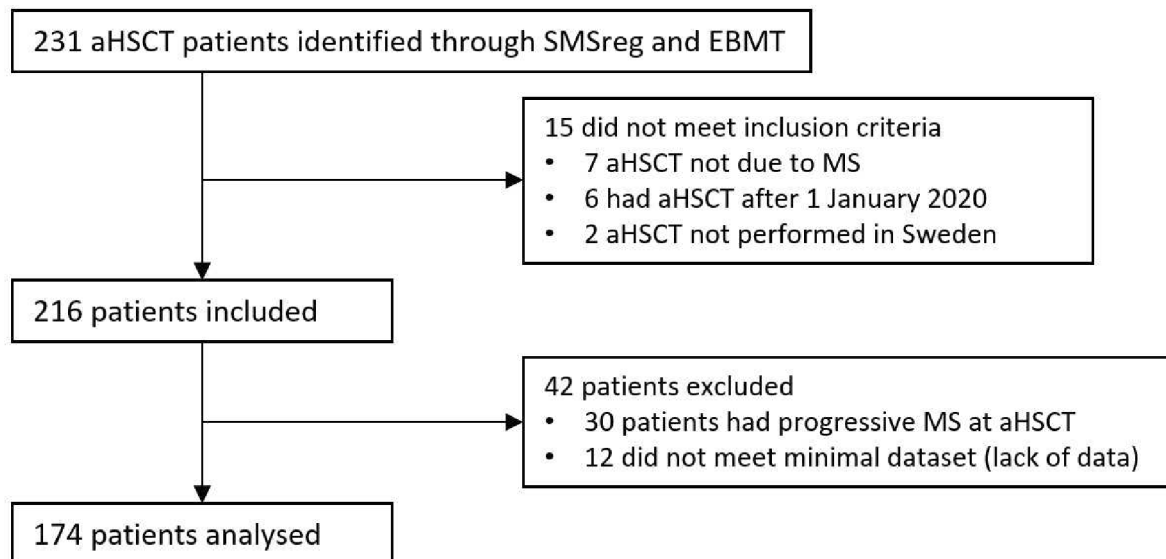 231 aHSCT patients identified through SMSreg and EBMT
15 did not meet inclusion criteria
• 7 aHSCT not due to MS
• 6 had aHSCT after 1 January 2020
• 2 aHSCT not performed in Sweden
216 patients included
42 patients excluded
• 30 patients had progressive MS at aHSCT
• 12 did not meet minimal dataset (lack of data)
174 patients analysed